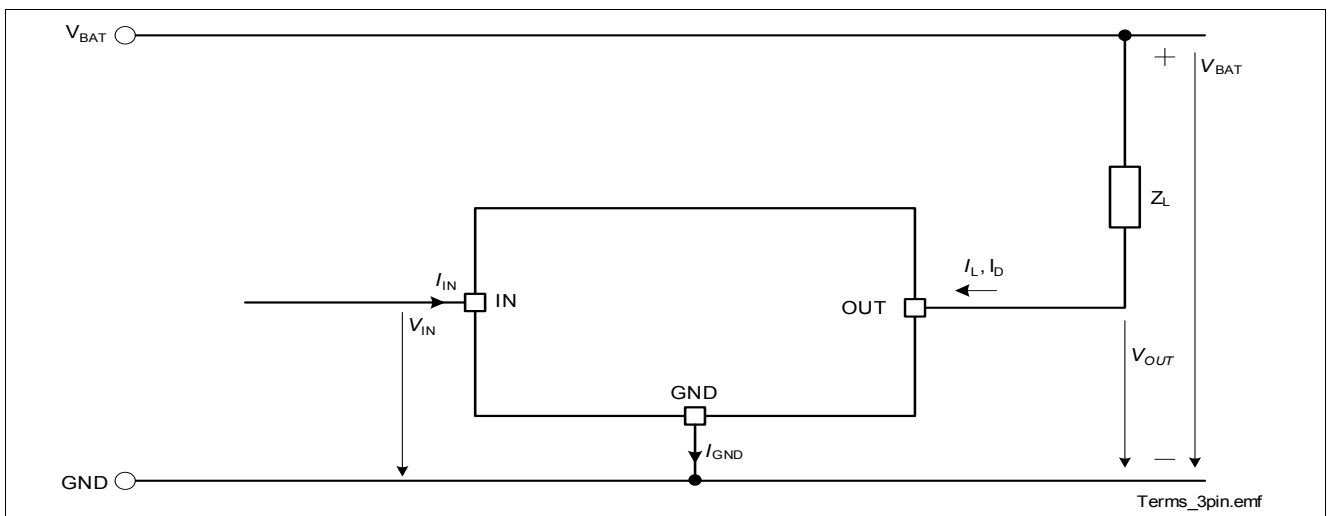 VBAT
+
VBAT
ZL
IIN
IN
VIN
IL, ID
OUT
VOUT
GND
IGND
—
GND
Terms_3pin.emf